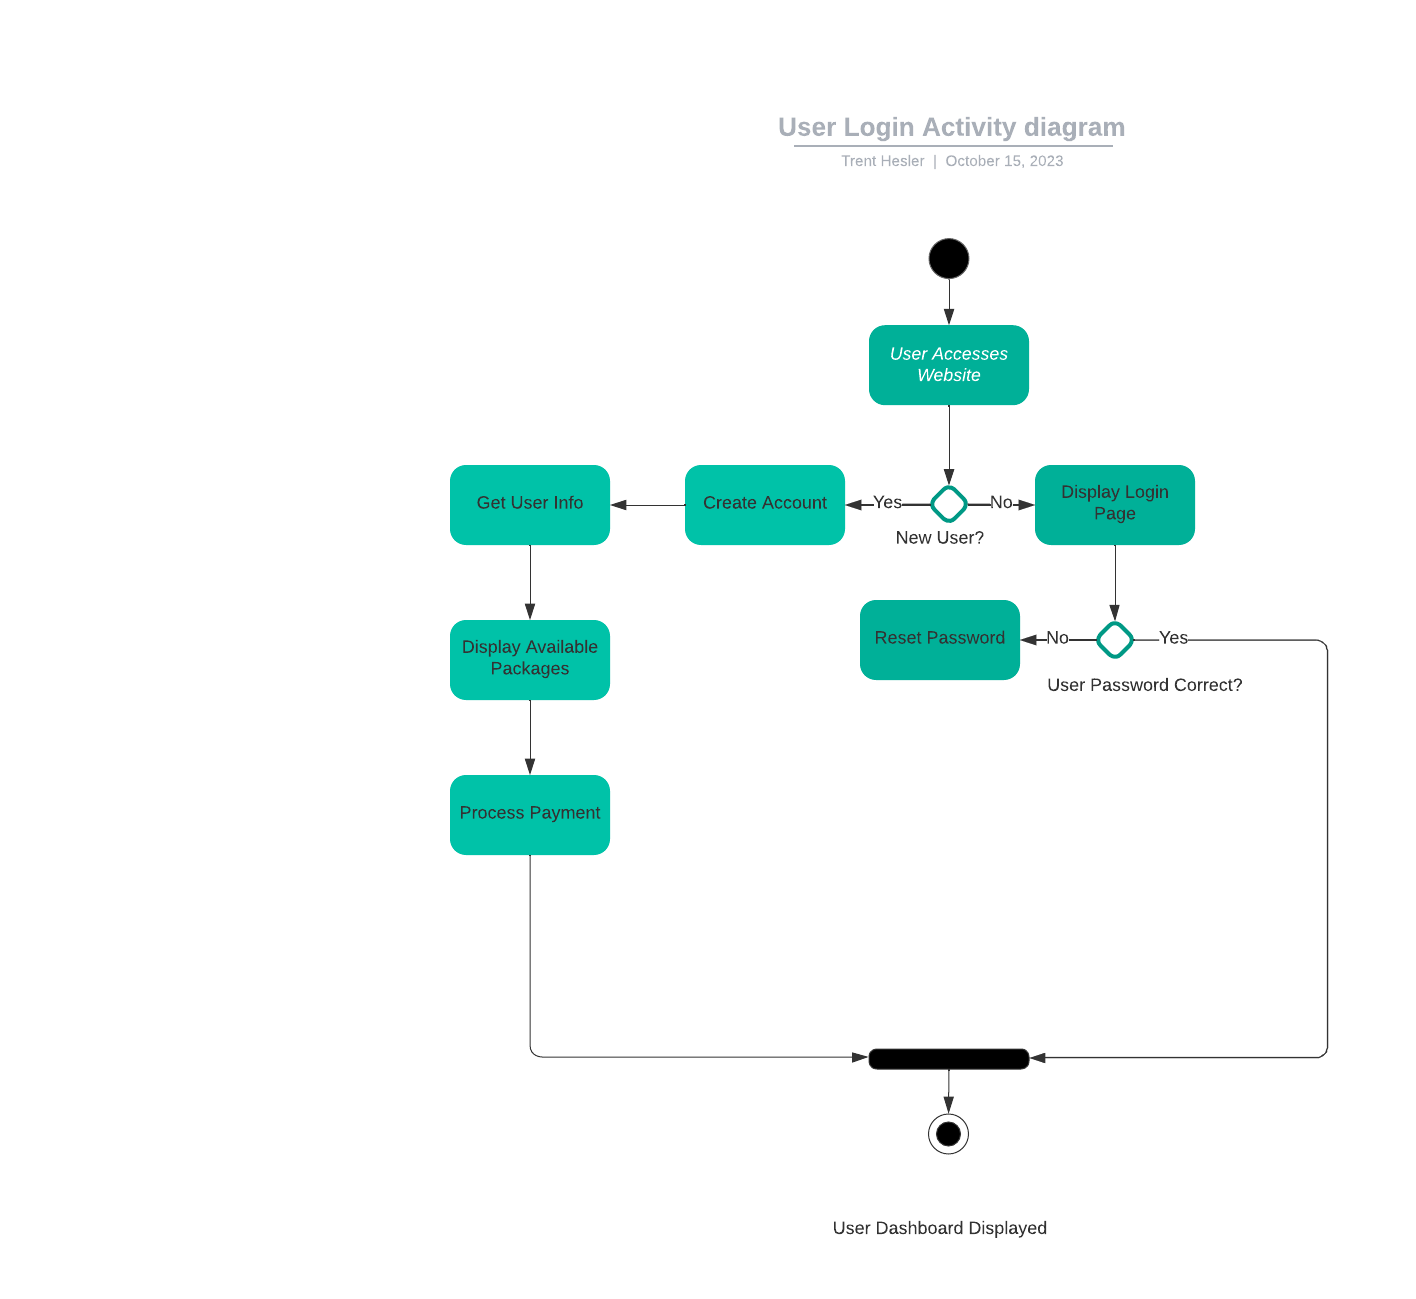 User Login Activity diagram
Trent Hesler | October 15, 2023
User Accesses
Website
Get User Info
Create Account
Yes
No
Display Login
Page
New User?
Reset Password
No
Yes
Display Available
Packages
User Password Correct?
Process Payment
User Dashboard Displayed